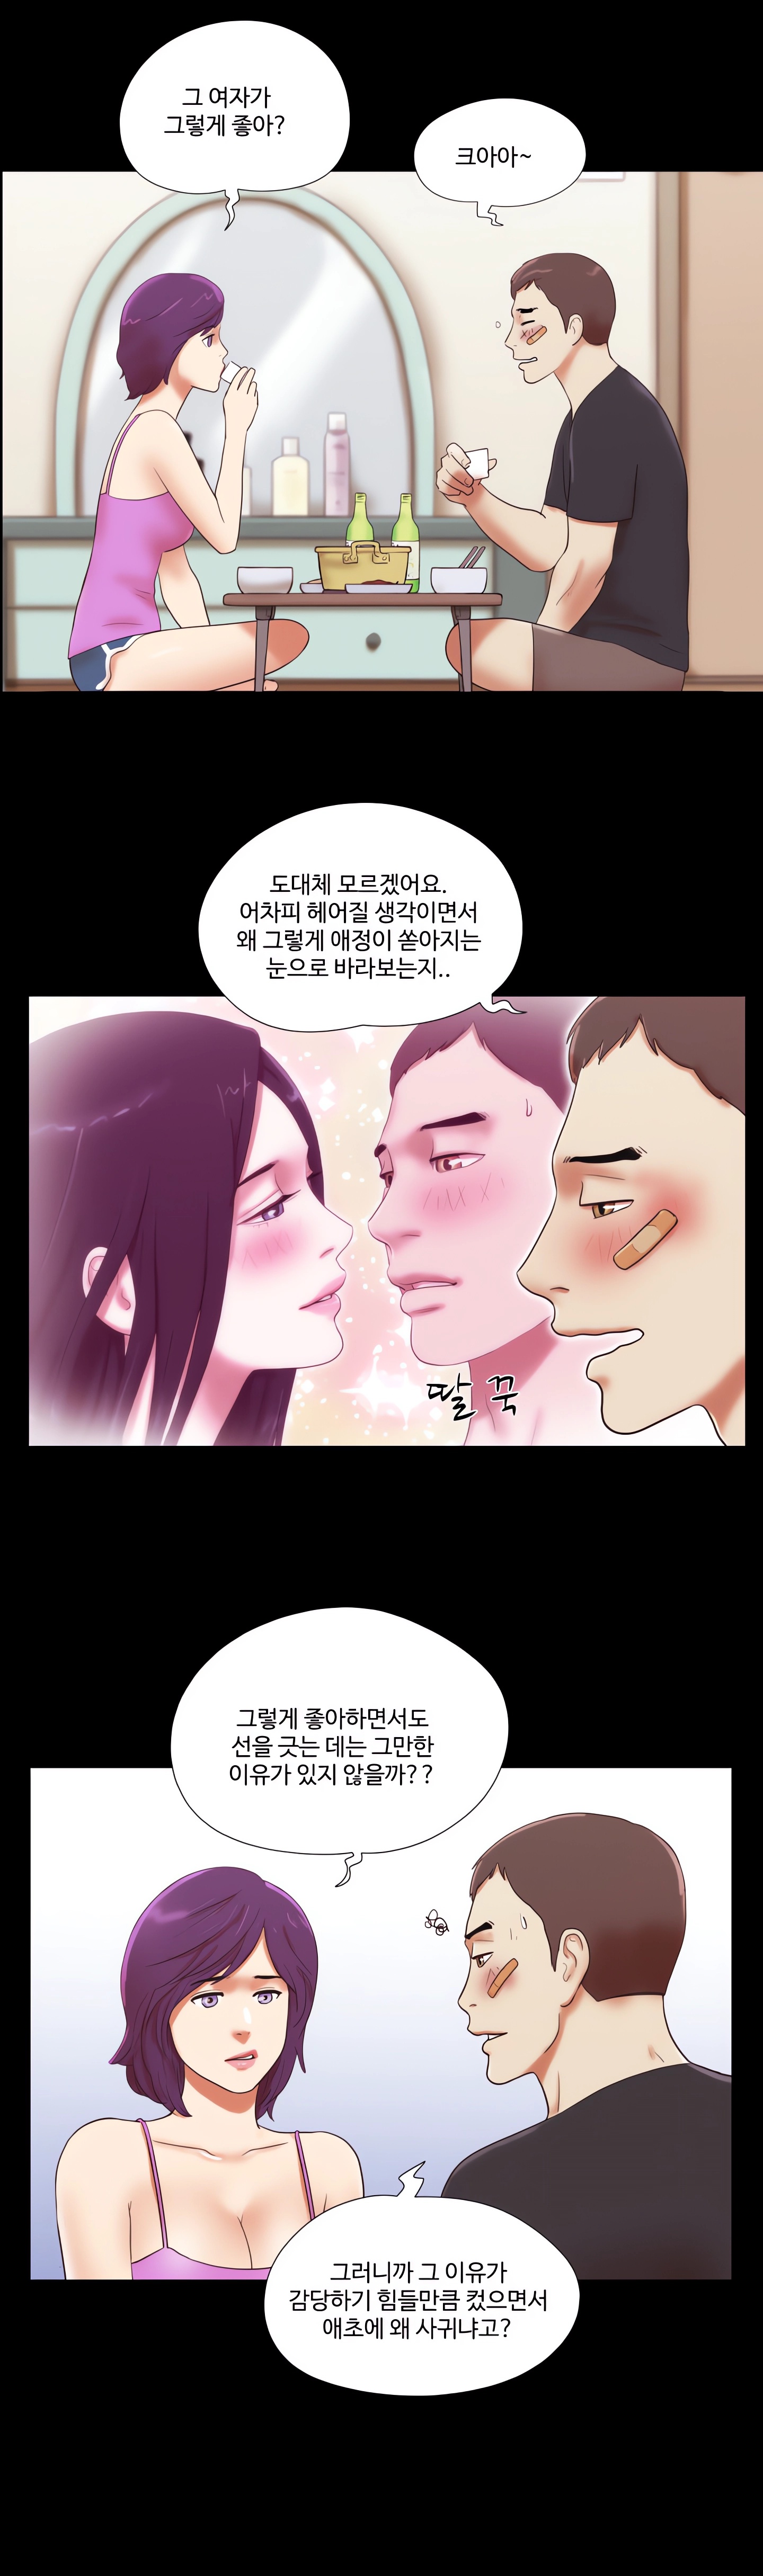 그 여자가
그렇게 좋아?
크아아~
도대체 모르겠어요.
어차피 헤어질 생각이면서
왜 그렇게 애정이 쏟아지는
눈으로 바라보는지..
딸 꾹
그렇게 좋아하면서도
선을 긋는 데는 그만한
이유가 있지 않을까??
그러니까 그 이유가
감당하기 힘들만큼 컸으면서
애초에 왜 사귀냐고?